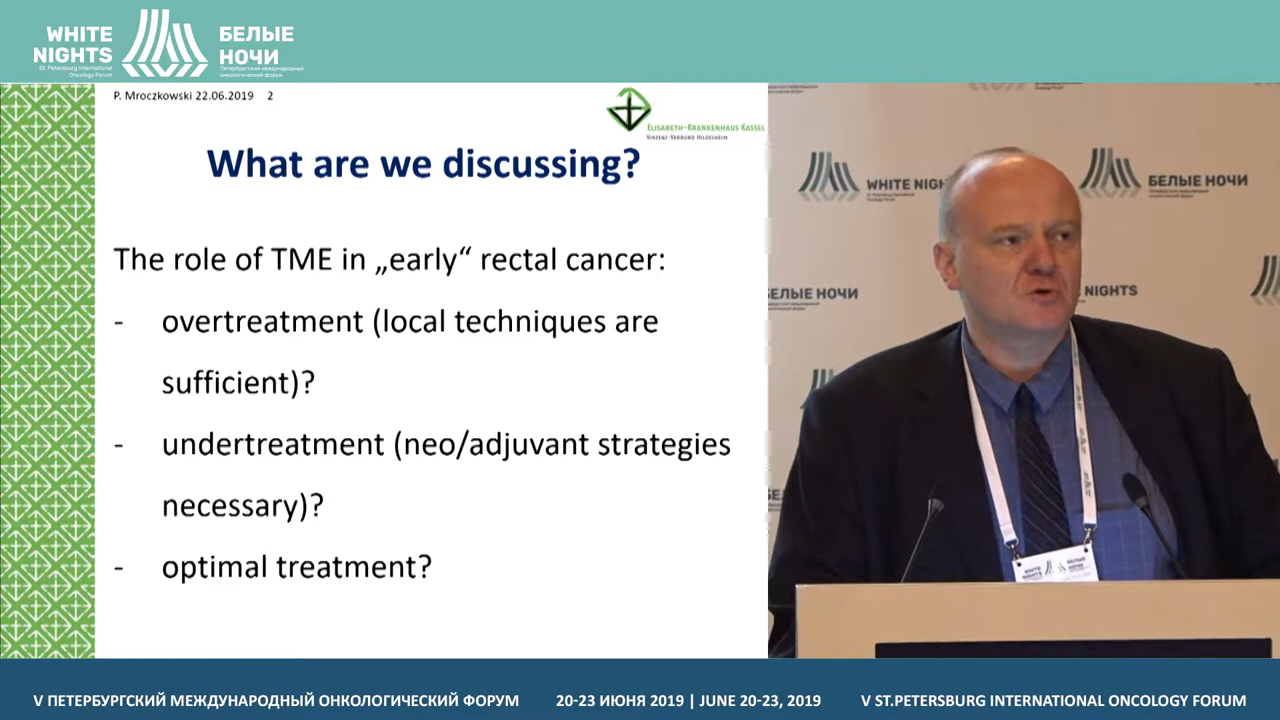 WHITE
NIGHTS
St. Petersburg International
Oncology Forum
БЕЛЫЕ
НОЧИ
Петербургский международный
онкологический форум
P. Mroczkowski 22.06.2019 2
Elisabeth-Krankenhaus Kassel
Vinzenz-Verbund Hildesheim
What are we discussing?
The role of TME in „early“ rectal cancer:
- overtreatment (local techniques are
sufficient)?
- undertreatment (neo/adjuvant strategies
necessary)?
- optimal treatment?
WHITE NIGH
БЕЛЫЕ НОЧИ
БЕЛЫЕ НОЧИ
NIGHTS
БЕЛЫЕ
НОЧИ
V ПЕТЕРБУРГСКИЙ МЕЖДУНАРОДНЫЙ ОНКОЛОГИЧЕСКИЙ ФОРУМ
20-23 ИЮНЯ 2019 | JUNE 20-23, 2019
V ST.PETERSBURG INTERNATIONAL ONCOLOGY FORUM